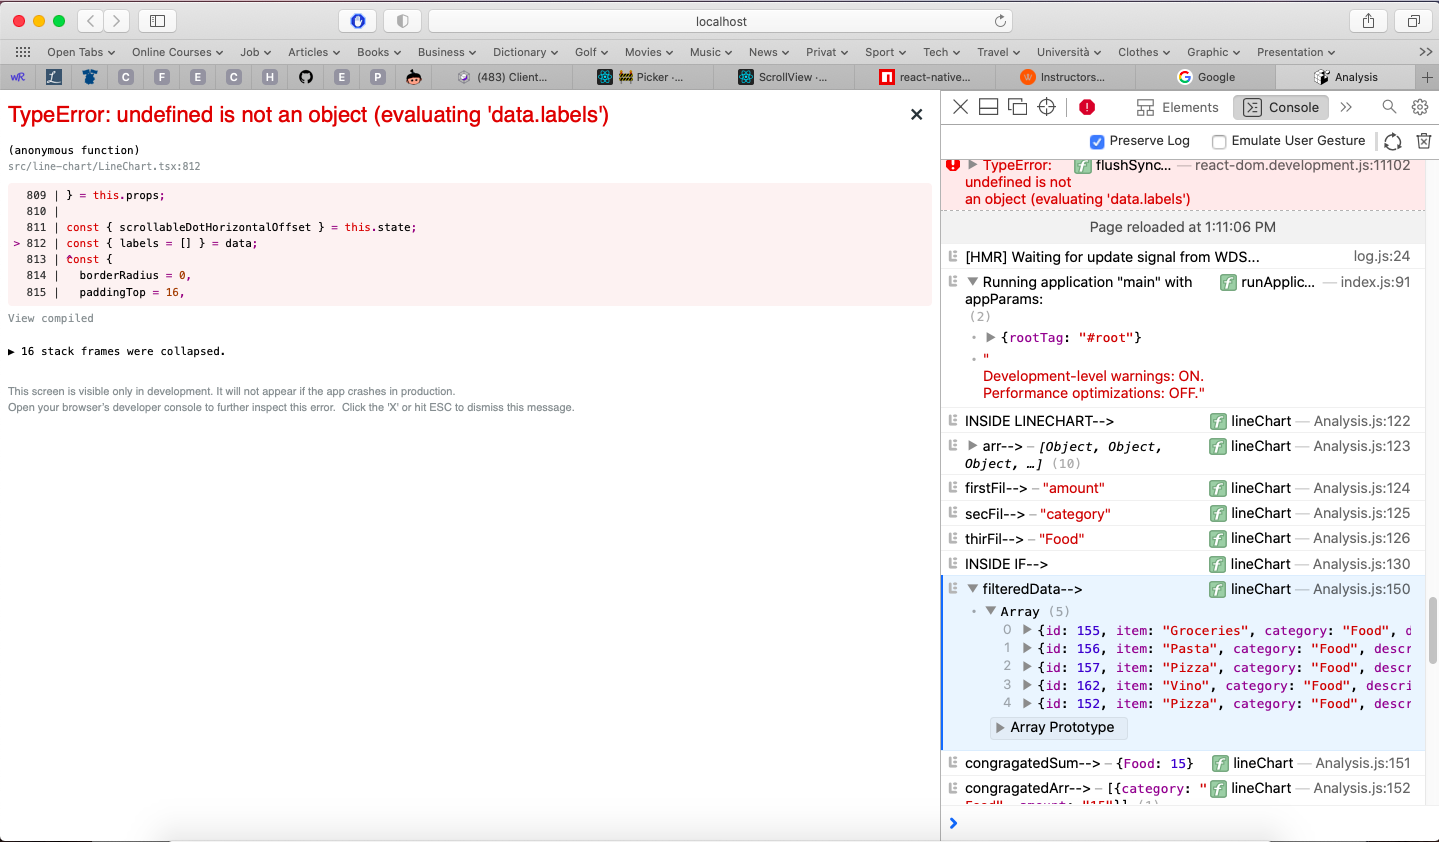 localhost
Open Tabs Online Courses Job Articles Books Business Dictionary Golf Movies Music News Privat Sport Tech Travel Università Clothes Graphic Presentation
wR L C F E C H E P (483) Client... Picker ·... ScrollView ·... react-native... Instructors... Google Analysis
TypeError: undefined is not an object (evaluating 'data.labels')
(anonymous function)
src/line-chart/LineChart.tsx:812
809 | } = this.props;
810 |
811 | const { scrollableDotHorizontalOffset } = this.state;
> 812 | const { labels = [] } = data;
813 | const {
814 | borderRadius = 0,
815 | paddingTop = 16,
View compiled
▶ 16 stack frames were collapsed.
This screen is visible only in development. It will not appear if the app crashes in production.
Open your browser's developer console to further inspect this error. Click the 'X' or hit ESC to dismiss this message.
Elements Console
Preserve Log Emulate User Gesture
TypeError: f flushSync... — react-dom.development.js:11102
undefined is not
an object (evaluating 'data.labels')
Page reloaded at 1:11:06 PM
[HMR] Waiting for update signal from WDS... log.js:24
Running application "main" with f runApplic... — index.js:91
appParams:
(2)
{rootTag: "#root"}
"
Development-level warnings: ON.
Performance optimizations: OFF."
INSIDE LINECHART--> f lineChart — Analysis.js:122
arr--> – [Object, Object, f lineChart — Analysis.js:123
Object, …] (10)
firstFil--> – "amount" f lineChart — Analysis.js:124
secFil--> – "category" f lineChart — Analysis.js:125
thirFil--> – "Food" f lineChart — Analysis.js:126
INSIDE IF--> f lineChart — Analysis.js:130
filteredData--> f lineChart — Analysis.js:150
Array (5)
0 {id: 155, item: "Groceries", category: "Food", d
1 {id: 156, item: "Pasta", category: "Food", descr
2 {id: 157, item: "Pizza", category: "Food", descr
3 {id: 162, item: "Vino", category: "Food", descri
4 {id: 152, item: "Pizza", category: "Food", descr
Array Prototype
congragatedSum--> – {Food: 15} f lineChart — Analysis.js:151
congragatedArr--> – [{category: " f lineChart — Analysis.js:152
Food", amount: "15"}] (1)